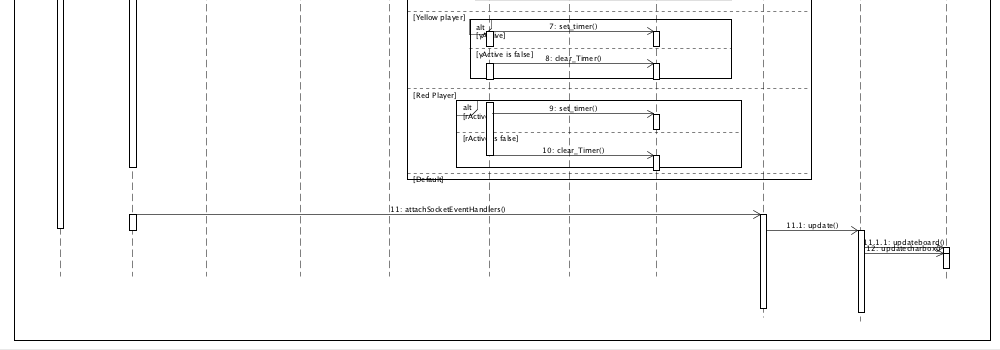 [Yellow player]
alt
7: set_timer()
[yActive]
[yActive is false]
8: clear_Timer()
[Red Player]
alt
9: set_timer()
[rActive
[rActive is false]
10: clear_Timer()
[Default]
11: attachSocketEventHandlers()
11.1: update()
11.1.1: updateboard()
12: updatecharbox()